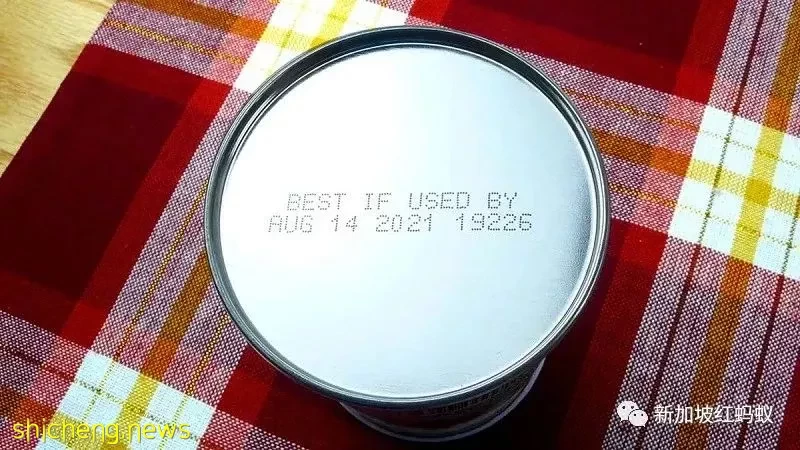 BEST IF USED BY
AUG 14 2021 19226
新加坡红蚂蚁
shicheng.news